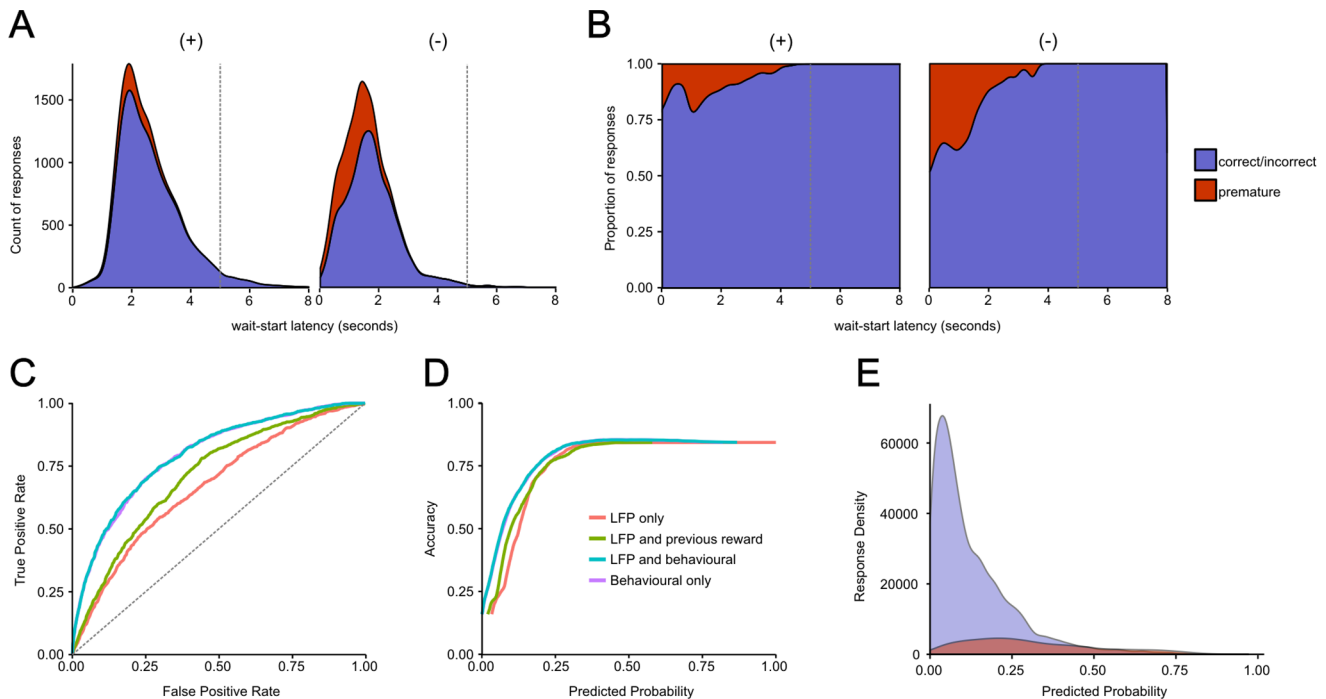 A
(+)
(-)
Count of responses
1500
1000
500
0
0
2
4
6
8
0
2
4
6
8
wait-start latency (seconds)
B
(+)
(-)
Proportion of responses
1.00
0.75
0.50
0.25
0.00
0
2
4
6
8
0
2
4
6
8
wait-start latency (seconds)
correct/incorrect
premature
C
True Positive Rate
1.00
0.75
0.50
0.25
0.00
0.00
0.25
0.50
0.75
1.00
False Positive Rate
D
Accuracy
1.00
0.75
0.50
0.25
0.00
0.00
0.25
0.50
0.75
1.00
Predicted Probability
LFP only
LFP and previous reward
LFP and behavioural
Behavioural only
E
Response Density
60000
40000
20000
0
0.00
0.25
0.50
0.75
1.00
Predicted Probability